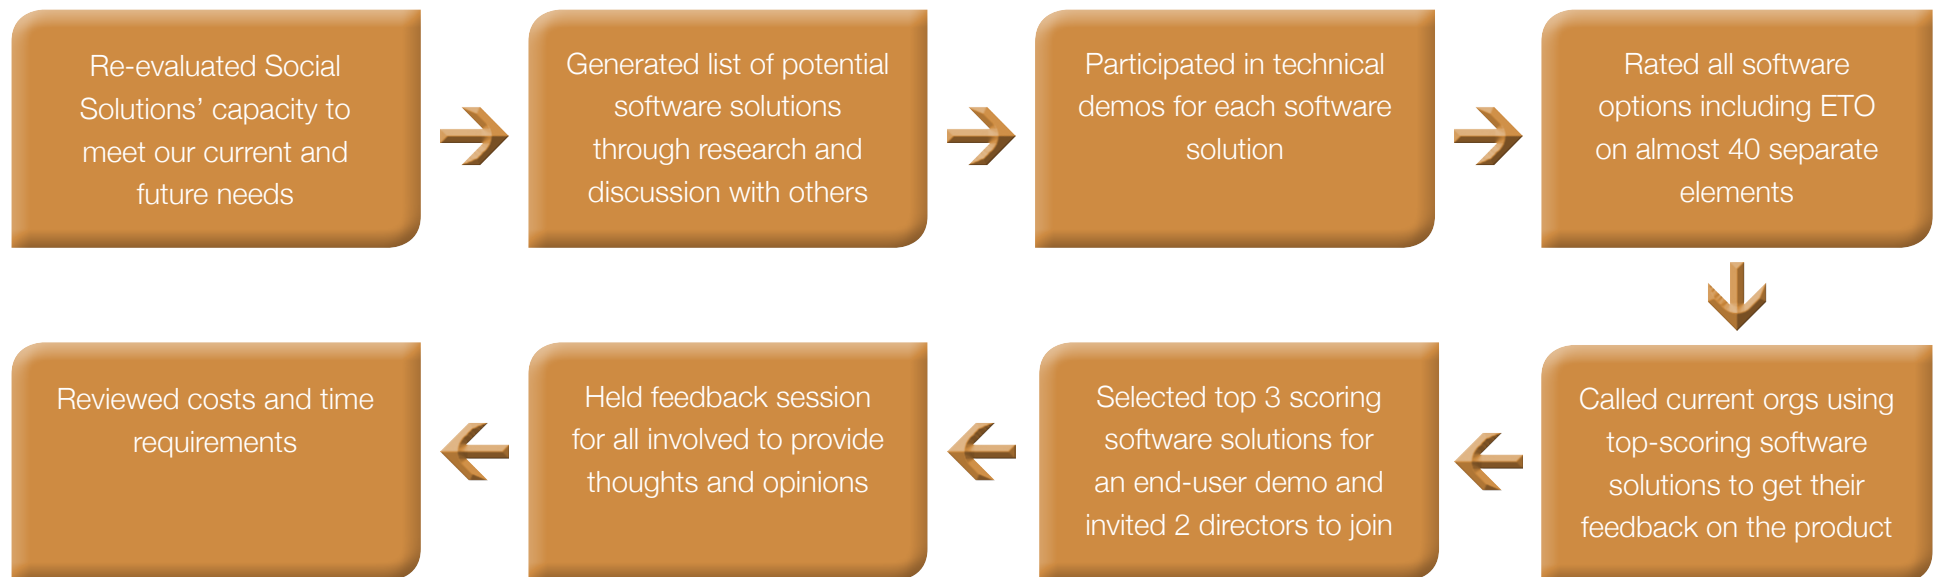 Re-evaluated Social
Solutions’ capacity to
meet our current and
future needs
Generated list of potential
software solutions
through research and
discussion with others
Participated in technical
demos for each software
solution
Rated all software
options including ETO
on almost 40 separate
elements
Called current orgs using
top-scoring software
solutions to get their
feedback on the product
Selected top 3 scoring
software solutions for
an end-user demo and
invited 2 directors to join
Held feedback session
for all involved to provide
thoughts and opinions
Reviewed costs and time
requirements